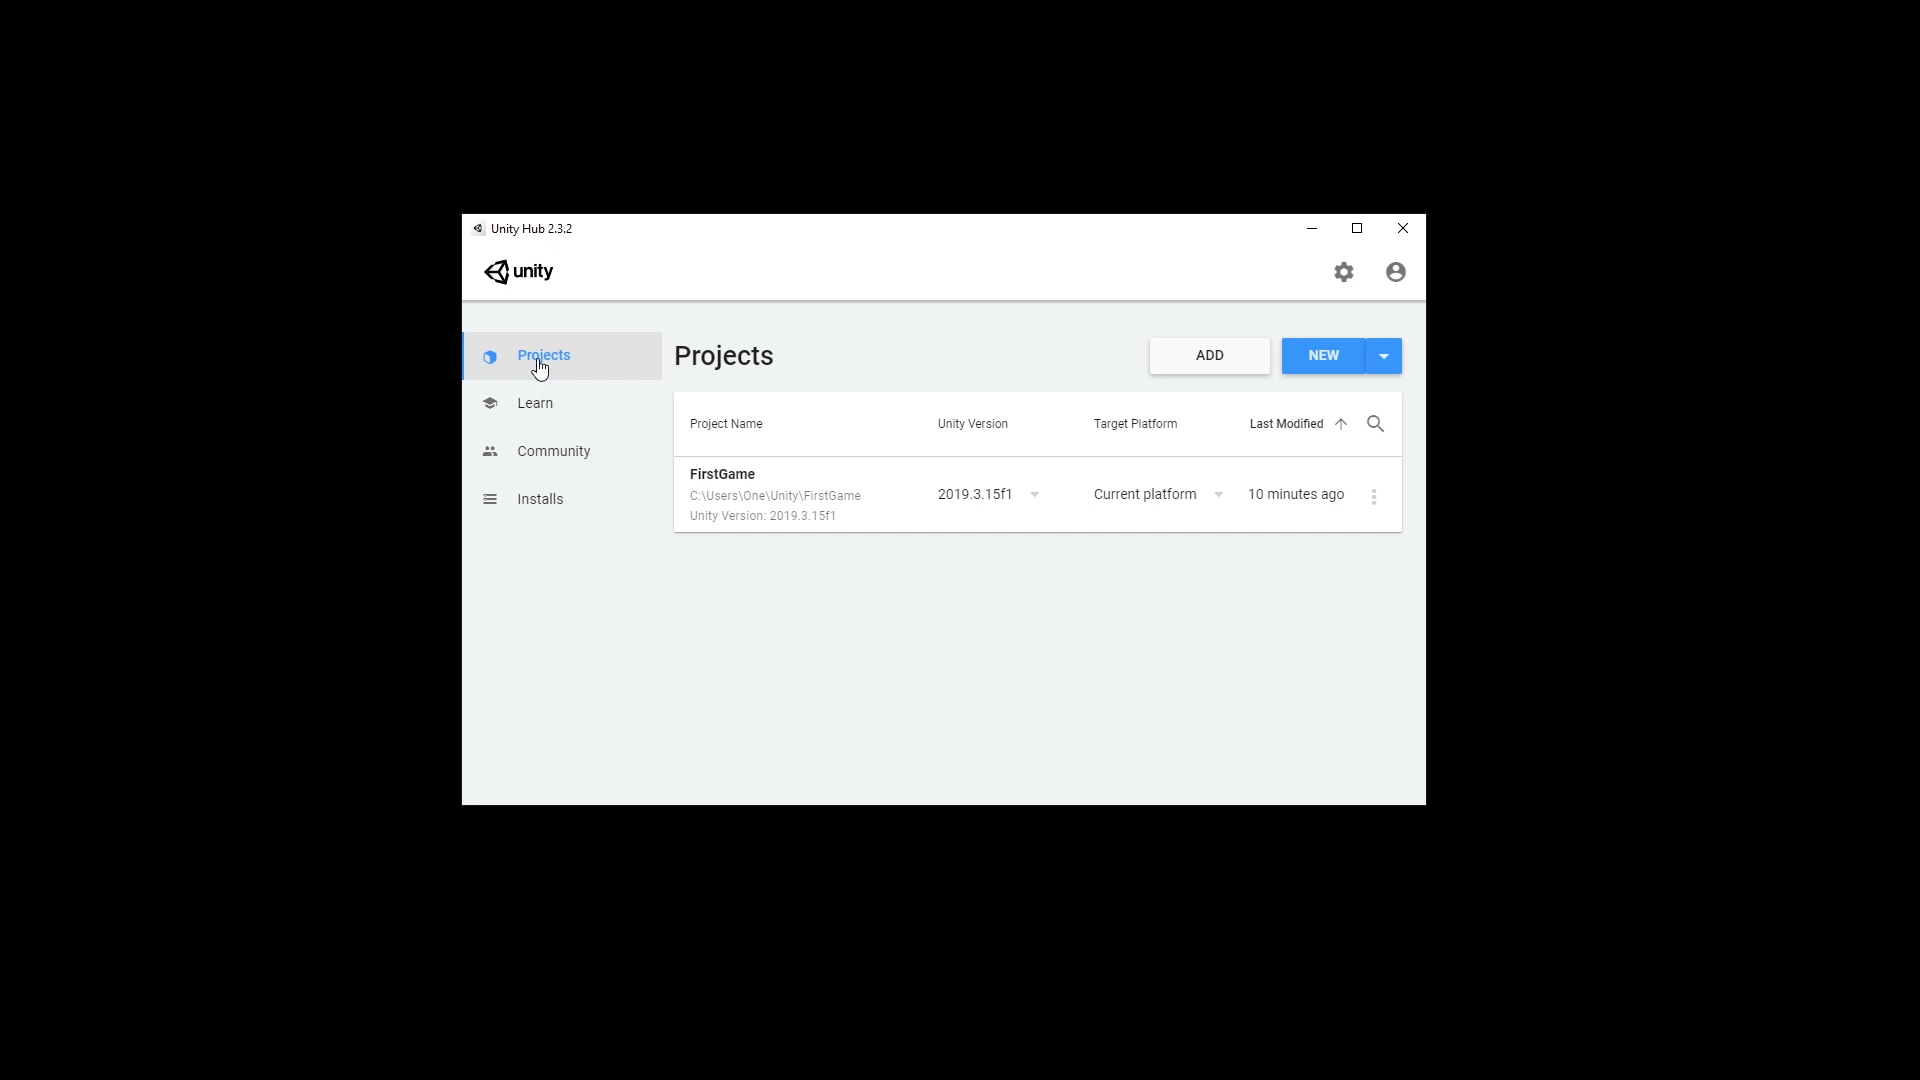 Unity Hub 2.3.2
unity
Projects
Learn
Community
Installs
Projects
ADD
NEW
Project Name Unity Version Target Platform Last Modified
FirstGame
C:\Users\One\Unity\FirstGame
Unity Version: 2019.3.15f1
2019.3.15f1 Current platform 10 minutes ago